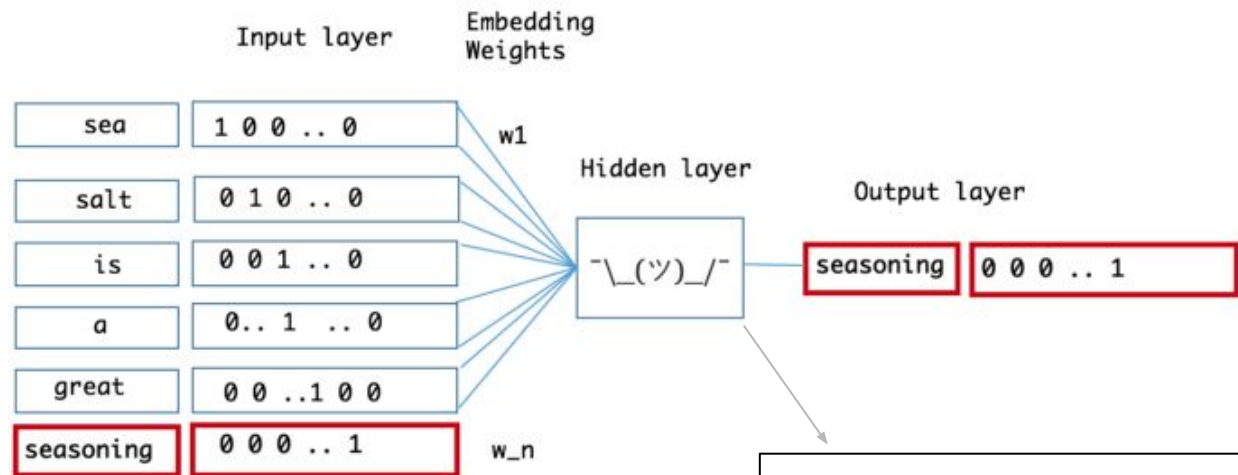 Input layer
Embedding
Weights
sea
1 0 0 .. 0
w1
salt
0 1 0 .. 0
is
0 0 1 .. 0
a
0.. 1 .. 0
great
0 0 ..1 0 0
seasoning
0 0 0 .. 1
w_n
Hidden layer
¯\_(ツ)_/¯
Output layer
seasoning
0 0 0 .. 1